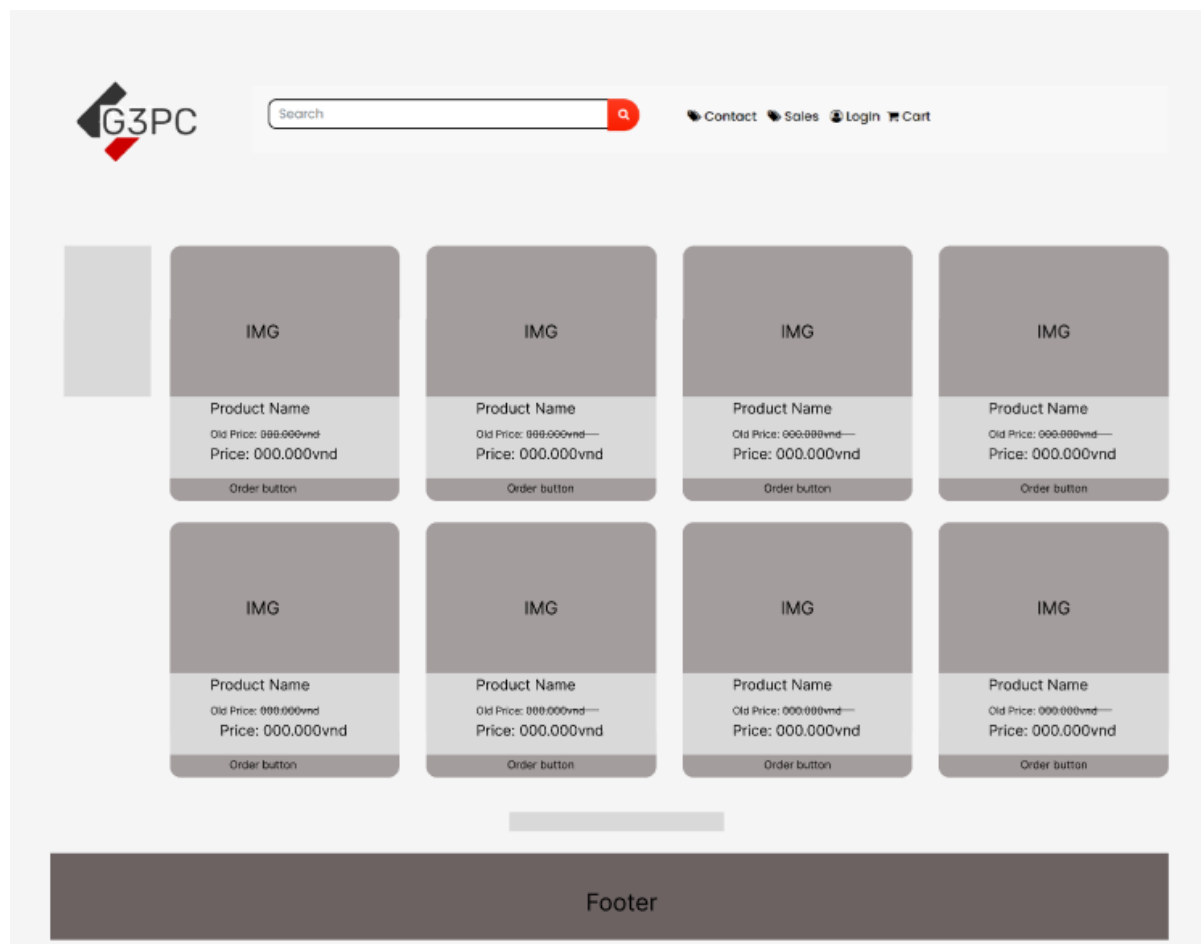 G3PC
Search
Contact Sales Login Cart
IMG IMG IMG IMG
Product Name Product Name Product Name Product Name
Old Price: 000.000vnd Old Price: 000.000vnd Old Price: 000.000vnd Old Price: 000.000vnd
Price: 000.000vnd Price: 000.000vnd Price: 000.000vnd Price: 000.000vnd
Order button Order button Order button Order button
IMG IMG IMG IMG
Product Name Product Name Product Name Product Name
Old Price: 000.000vnd Old Price: 000.000vnd Old Price: 000.000vnd Old Price: 000.000vnd
Price: 000.000vnd Price: 000.000vnd Price: 000.000vnd Price: 000.000vnd
Order button Order button Order button Order button
Footer